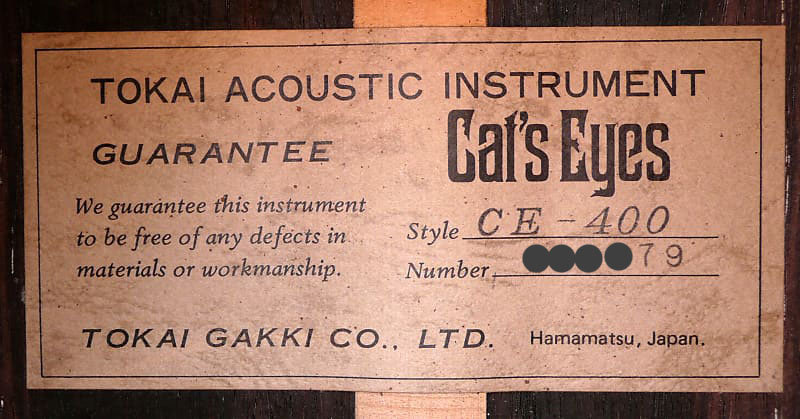 TOKAI ACOUSTIC INSTRUMENT
Cat's Eyes
GUARANTEE
We guarantee this instrument
to be free of any defects in
materials or workmanship.
Style CE-400
Number 79
TOKAI GAKKI CO., LTD. Hamamatsu, Japan.